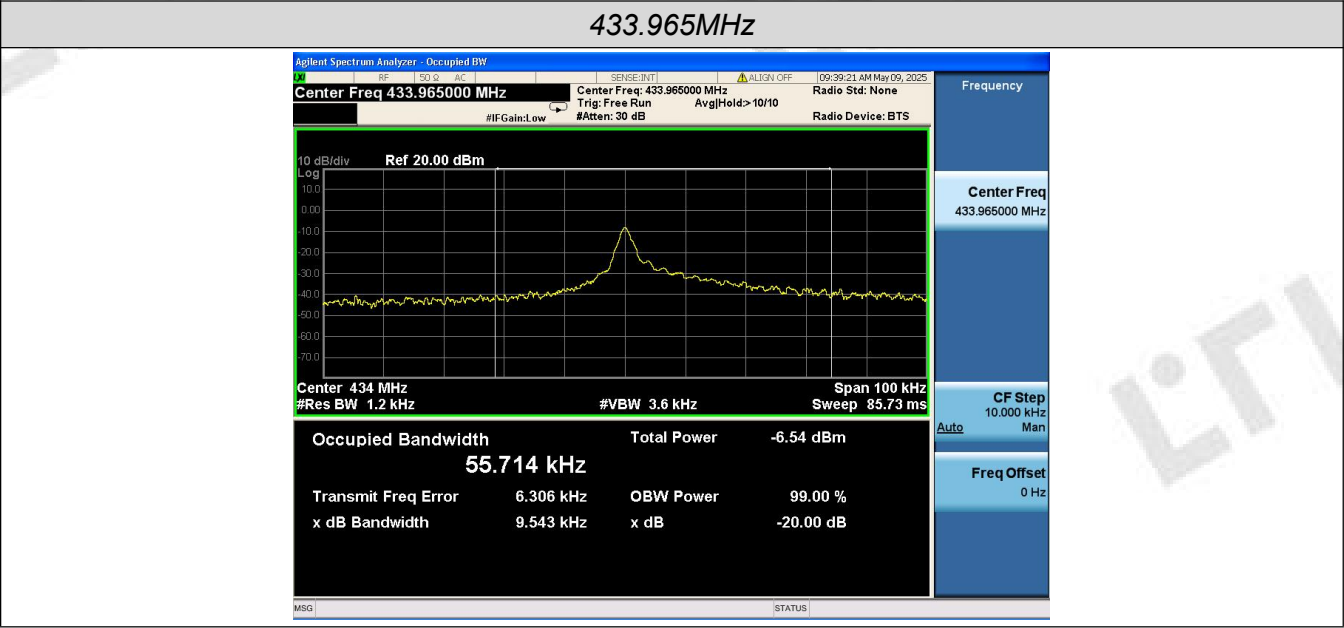 433.965MHz
Agilent Spectrum Analyzer - Occupied BW
LXI RF 50 Ω AC SENSE:INT ALIGN OFF 09:39:21 AM May 09, 2025
Center Freq 433.965000 MHz
Center Freq: 433.965000 MHz Radio Std: None
Trig: Free Run Avg|Hold:>10/10
#IFGain:Low #Atten: 30 dB Radio Device: BTS
10 dB/div Ref 20.00 dBm
Log
10.0
0.00
-10.0
-20.0
-30.0
-40.0
-50.0
-60.0
-70.0
Center 434 MHz Span 100 kHz
#Res BW 1.2 kHz #VBW 3.6 kHz Sweep 85.73 ms
Occupied Bandwidth Total Power -6.54 dBm
55.714 kHz
Transmit Freq Error 6.306 kHz OBW Power 99.00 %
x dB Bandwidth 9.543 kHz x dB -20.00 dB
MSG STATUS
Frequency
Center Freq
433.965000 MHz
CF Step
10.000 kHz
Auto Man
Freq Offset
0 Hz